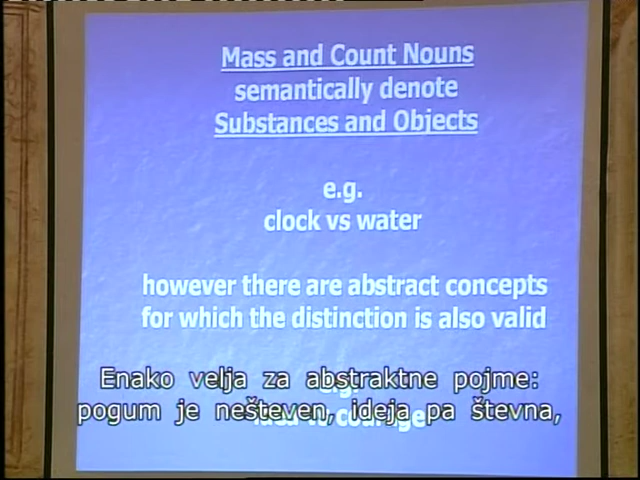 Mass and Count Nouns
semantically denote
Substances and Objects
e.g.
clock vs water
however there are abstract concepts
for which the distinction is also valid
Enako velja za abstraktne pojme:
pogum je nešteven, ideja pa števna,